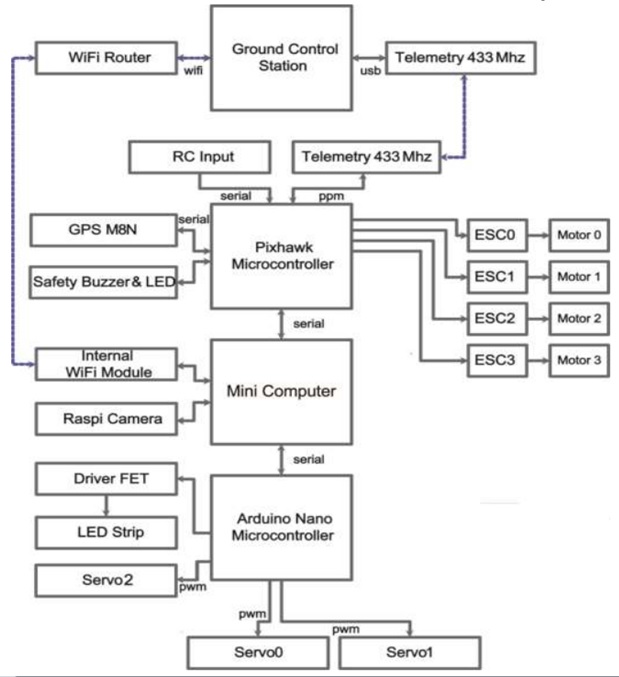 WiFi Router
wifi
Ground Control
Station
usb
Telemetry 433 Mhz
RC Input
Telemetry 433 Mhz
serial
ppm
GPS M8N
serial
Pixhawk
Microcontroller
Safety Buzzer & LED
ESC0
Motor 0
ESC1
Motor 1
ESC2
Motor 2
ESC3
Motor 3
serial
Internal
WiFi Module
Mini Computer
Raspi Camera
serial
Driver FET
LED Strip
Arduino Nano
Microcontroller
Servo2
pwm
pwm
pwm
Servo0
Servo1